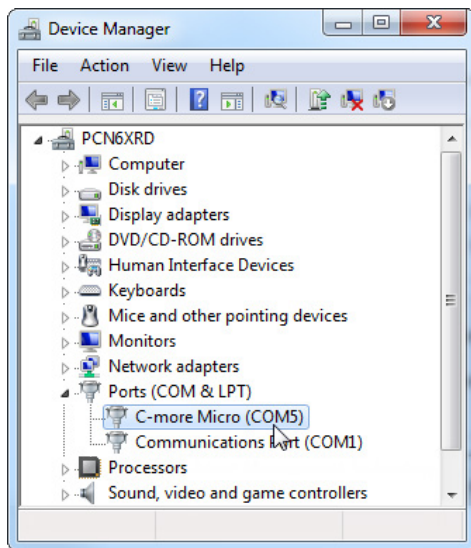 Device Manager
File Action View Help
PCN6XRD
Computer
Disk drives
Display adapters
DVD/CD-ROM drives
Human Interface Devices
Keyboards
Mice and other pointing devices
Monitors
Network adapters
Ports (COM & LPT)
C-more Micro (COM5)
Communications Port (COM1)
Processors
Sound, video and game controllers